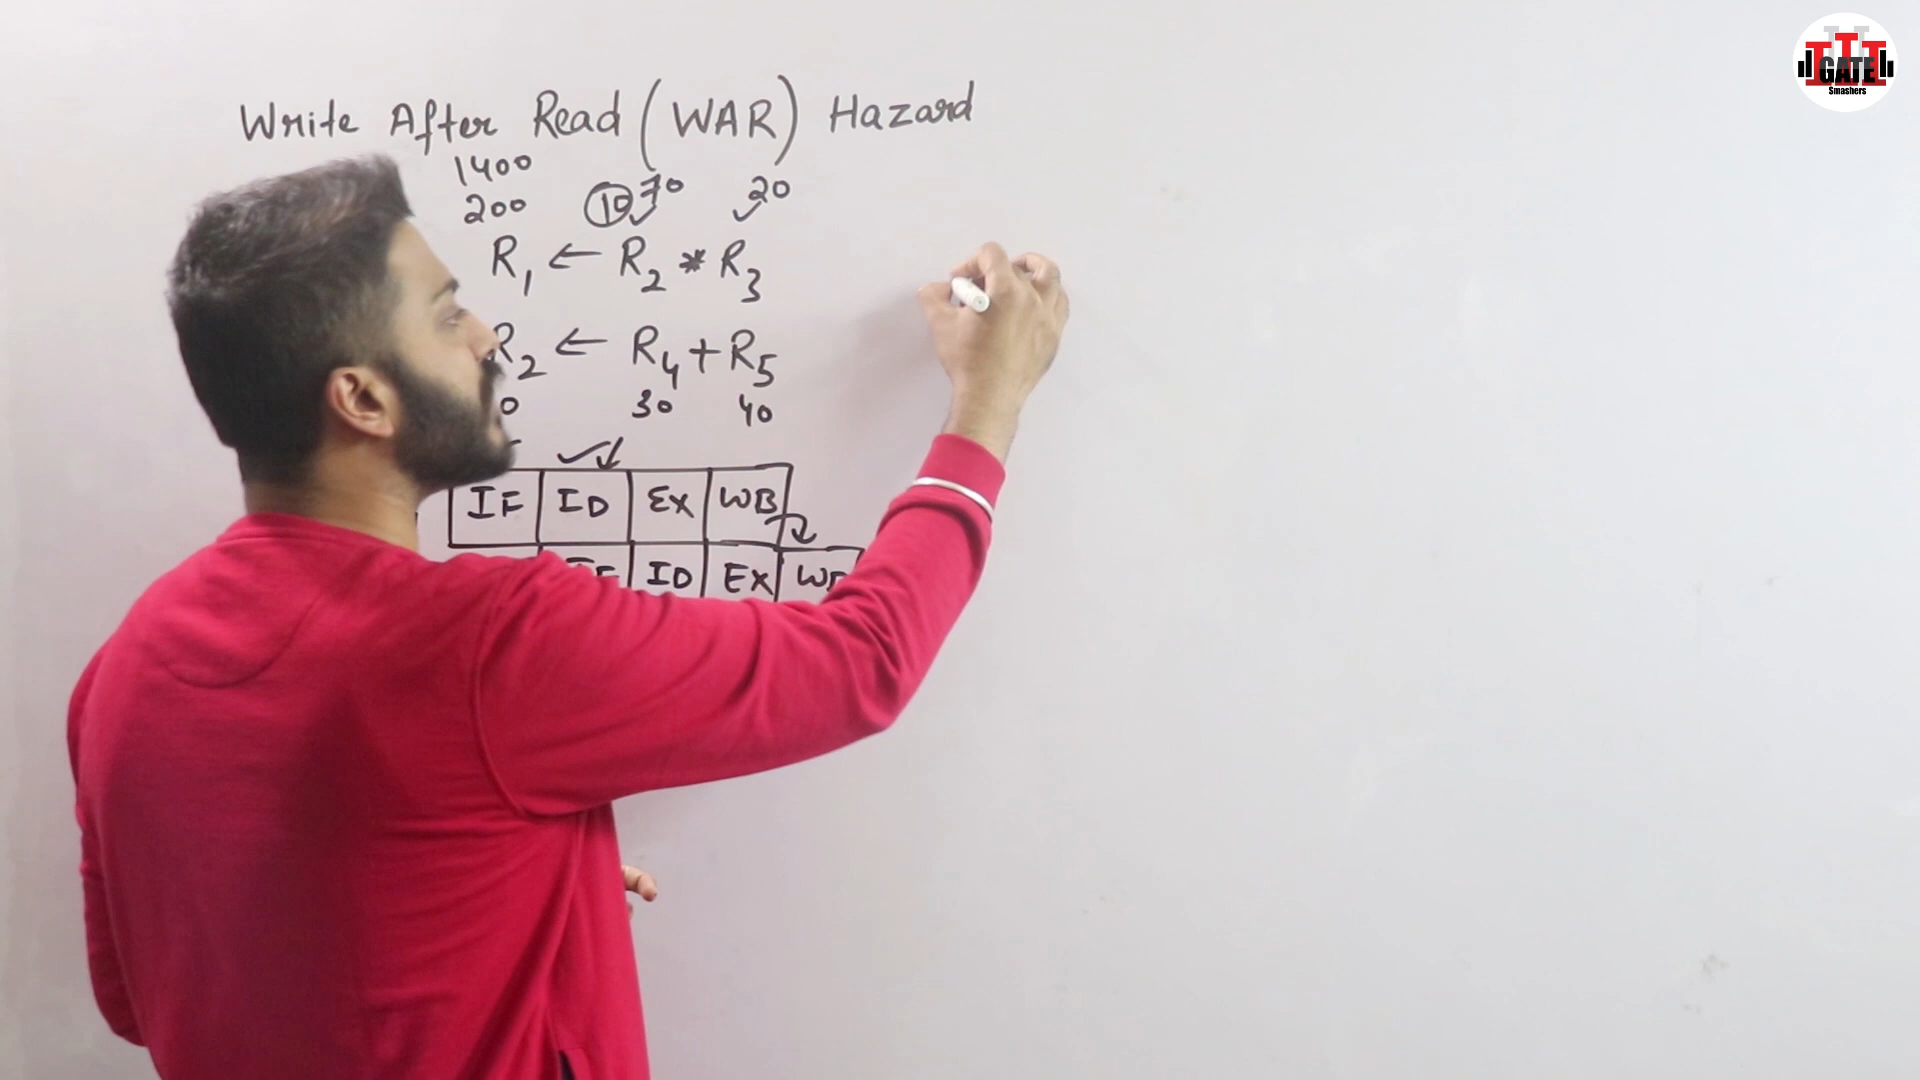 Write After Read (WAR) Hazard
1400
200 10 70 20
R1 ← R2 * R3
R2 ← R4 + R5
0 30 40
IF ID EX WB
ID EX
GATE
Smashers